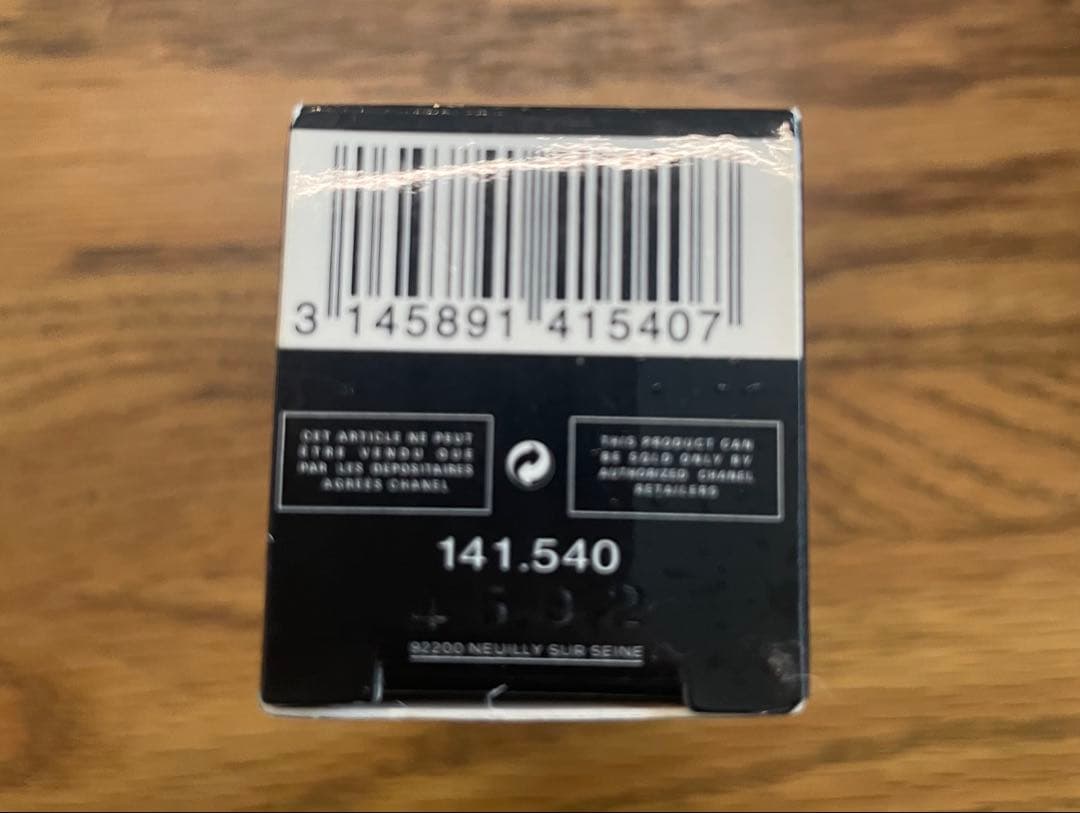 3 145891 415407
CET ARTICLE NE PEUT
ÊTRE VENDU QUE
PAR LES DEPOSITAIRES
AGREES CHANEL
THIS PRODUCT CAN
BE SOLD ONLY BY
AUTHORIZED CHANEL
RETAILERS
141.540
92200 NEUILLY SUR SEINE